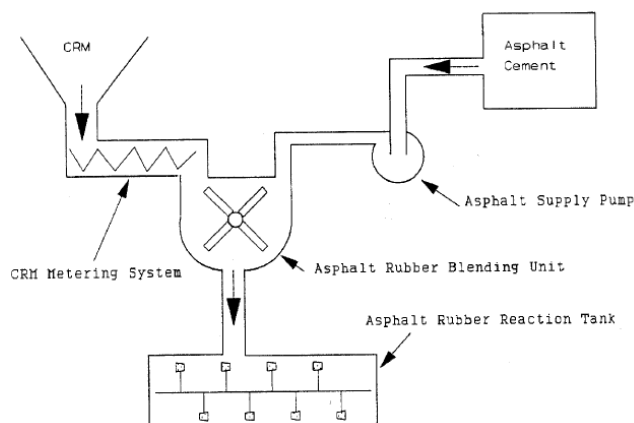 CRM
Asphalt
Cement
Asphalt Supply Pump
CRM Metering System
Asphalt Rubber Blending Unit
Asphalt Rubber Reaction Tank